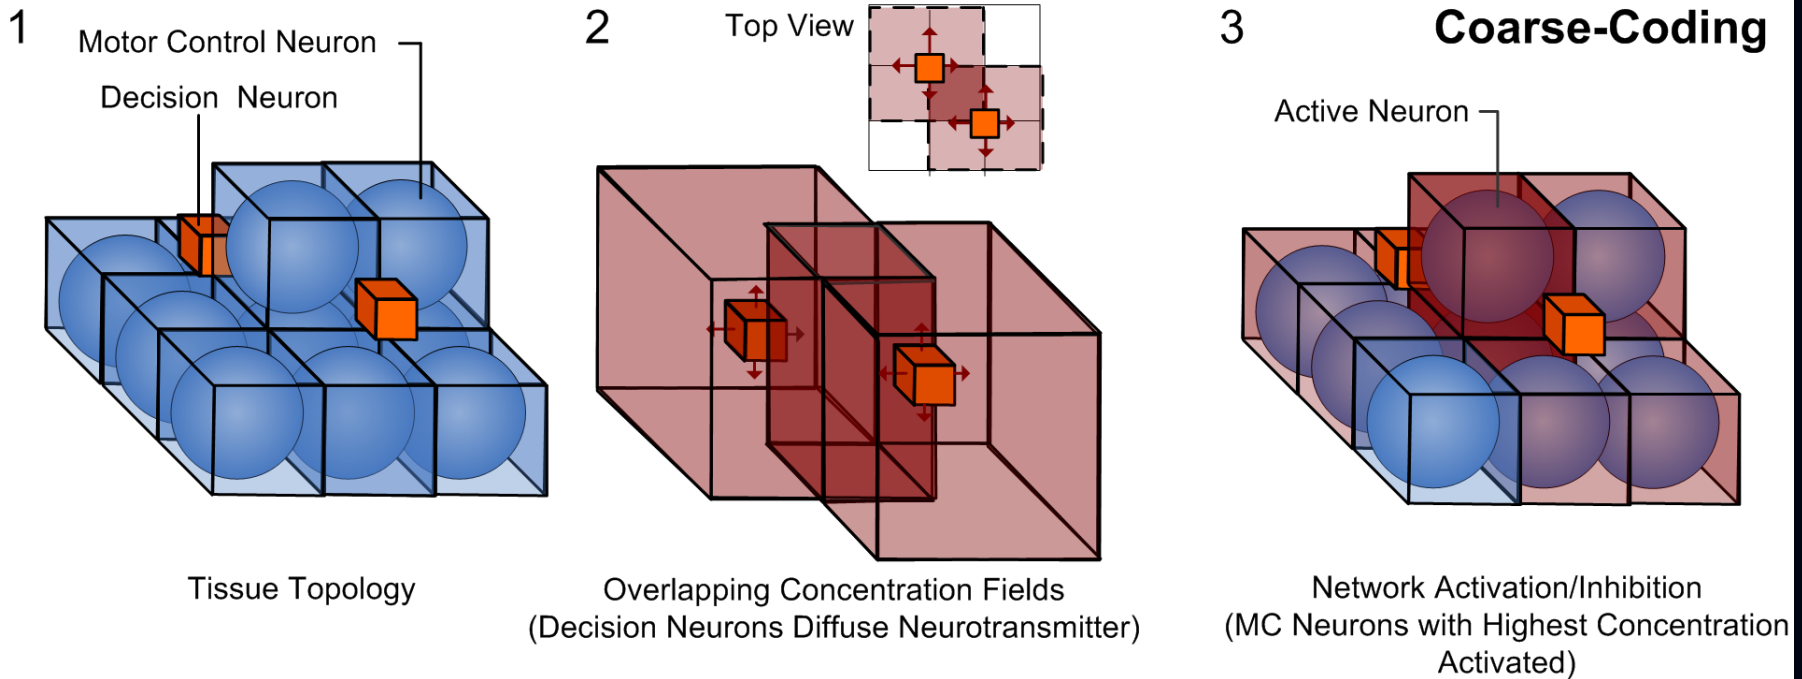 1
Motor Control Neuron
Decision Neuron
Tissue Topology
2
Top View
Overlapping Concentration Fields
(Decision Neurons Diffuse Neurotransmitter)
3
Coarse-Coding
Active Neuron
Network Activation/Inhibition
(MC Neurons with Highest Concentration
Activated)